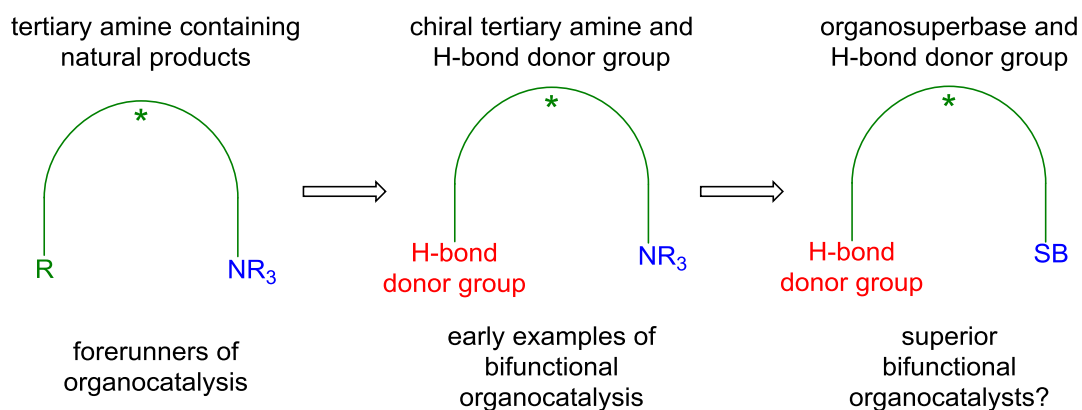 tertiary amine containing
natural products
*
R
NR3
forerunners of
organocatalysis
chiral tertiary amine and
H-bond donor group
*
H-bond
donor group
NR3
early examples of
bifunctional
organocatalysis
organosuperbase and
H-bond donor group
*
H-bond
donor group
SB
superior
bifunctional
organocatalysts?